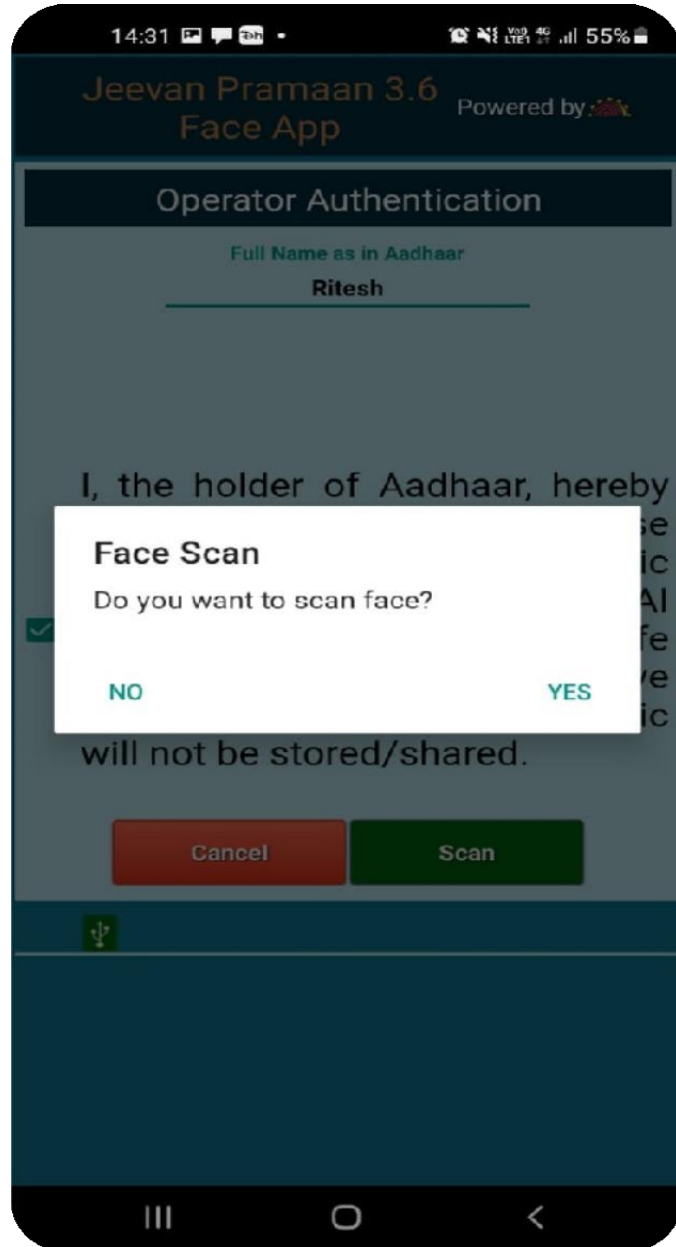 14:31
VoLTE1 4G 55%
Jeevan Pramaan 3.6
Face App
Powered by
Operator Authentication
Full Name as in Aadhaar
Ritesh
I, the holder of Aadhaar, hereby
Face Scan
Do you want to scan face?
NO YES
will not be stored/shared.
Cancel Scan